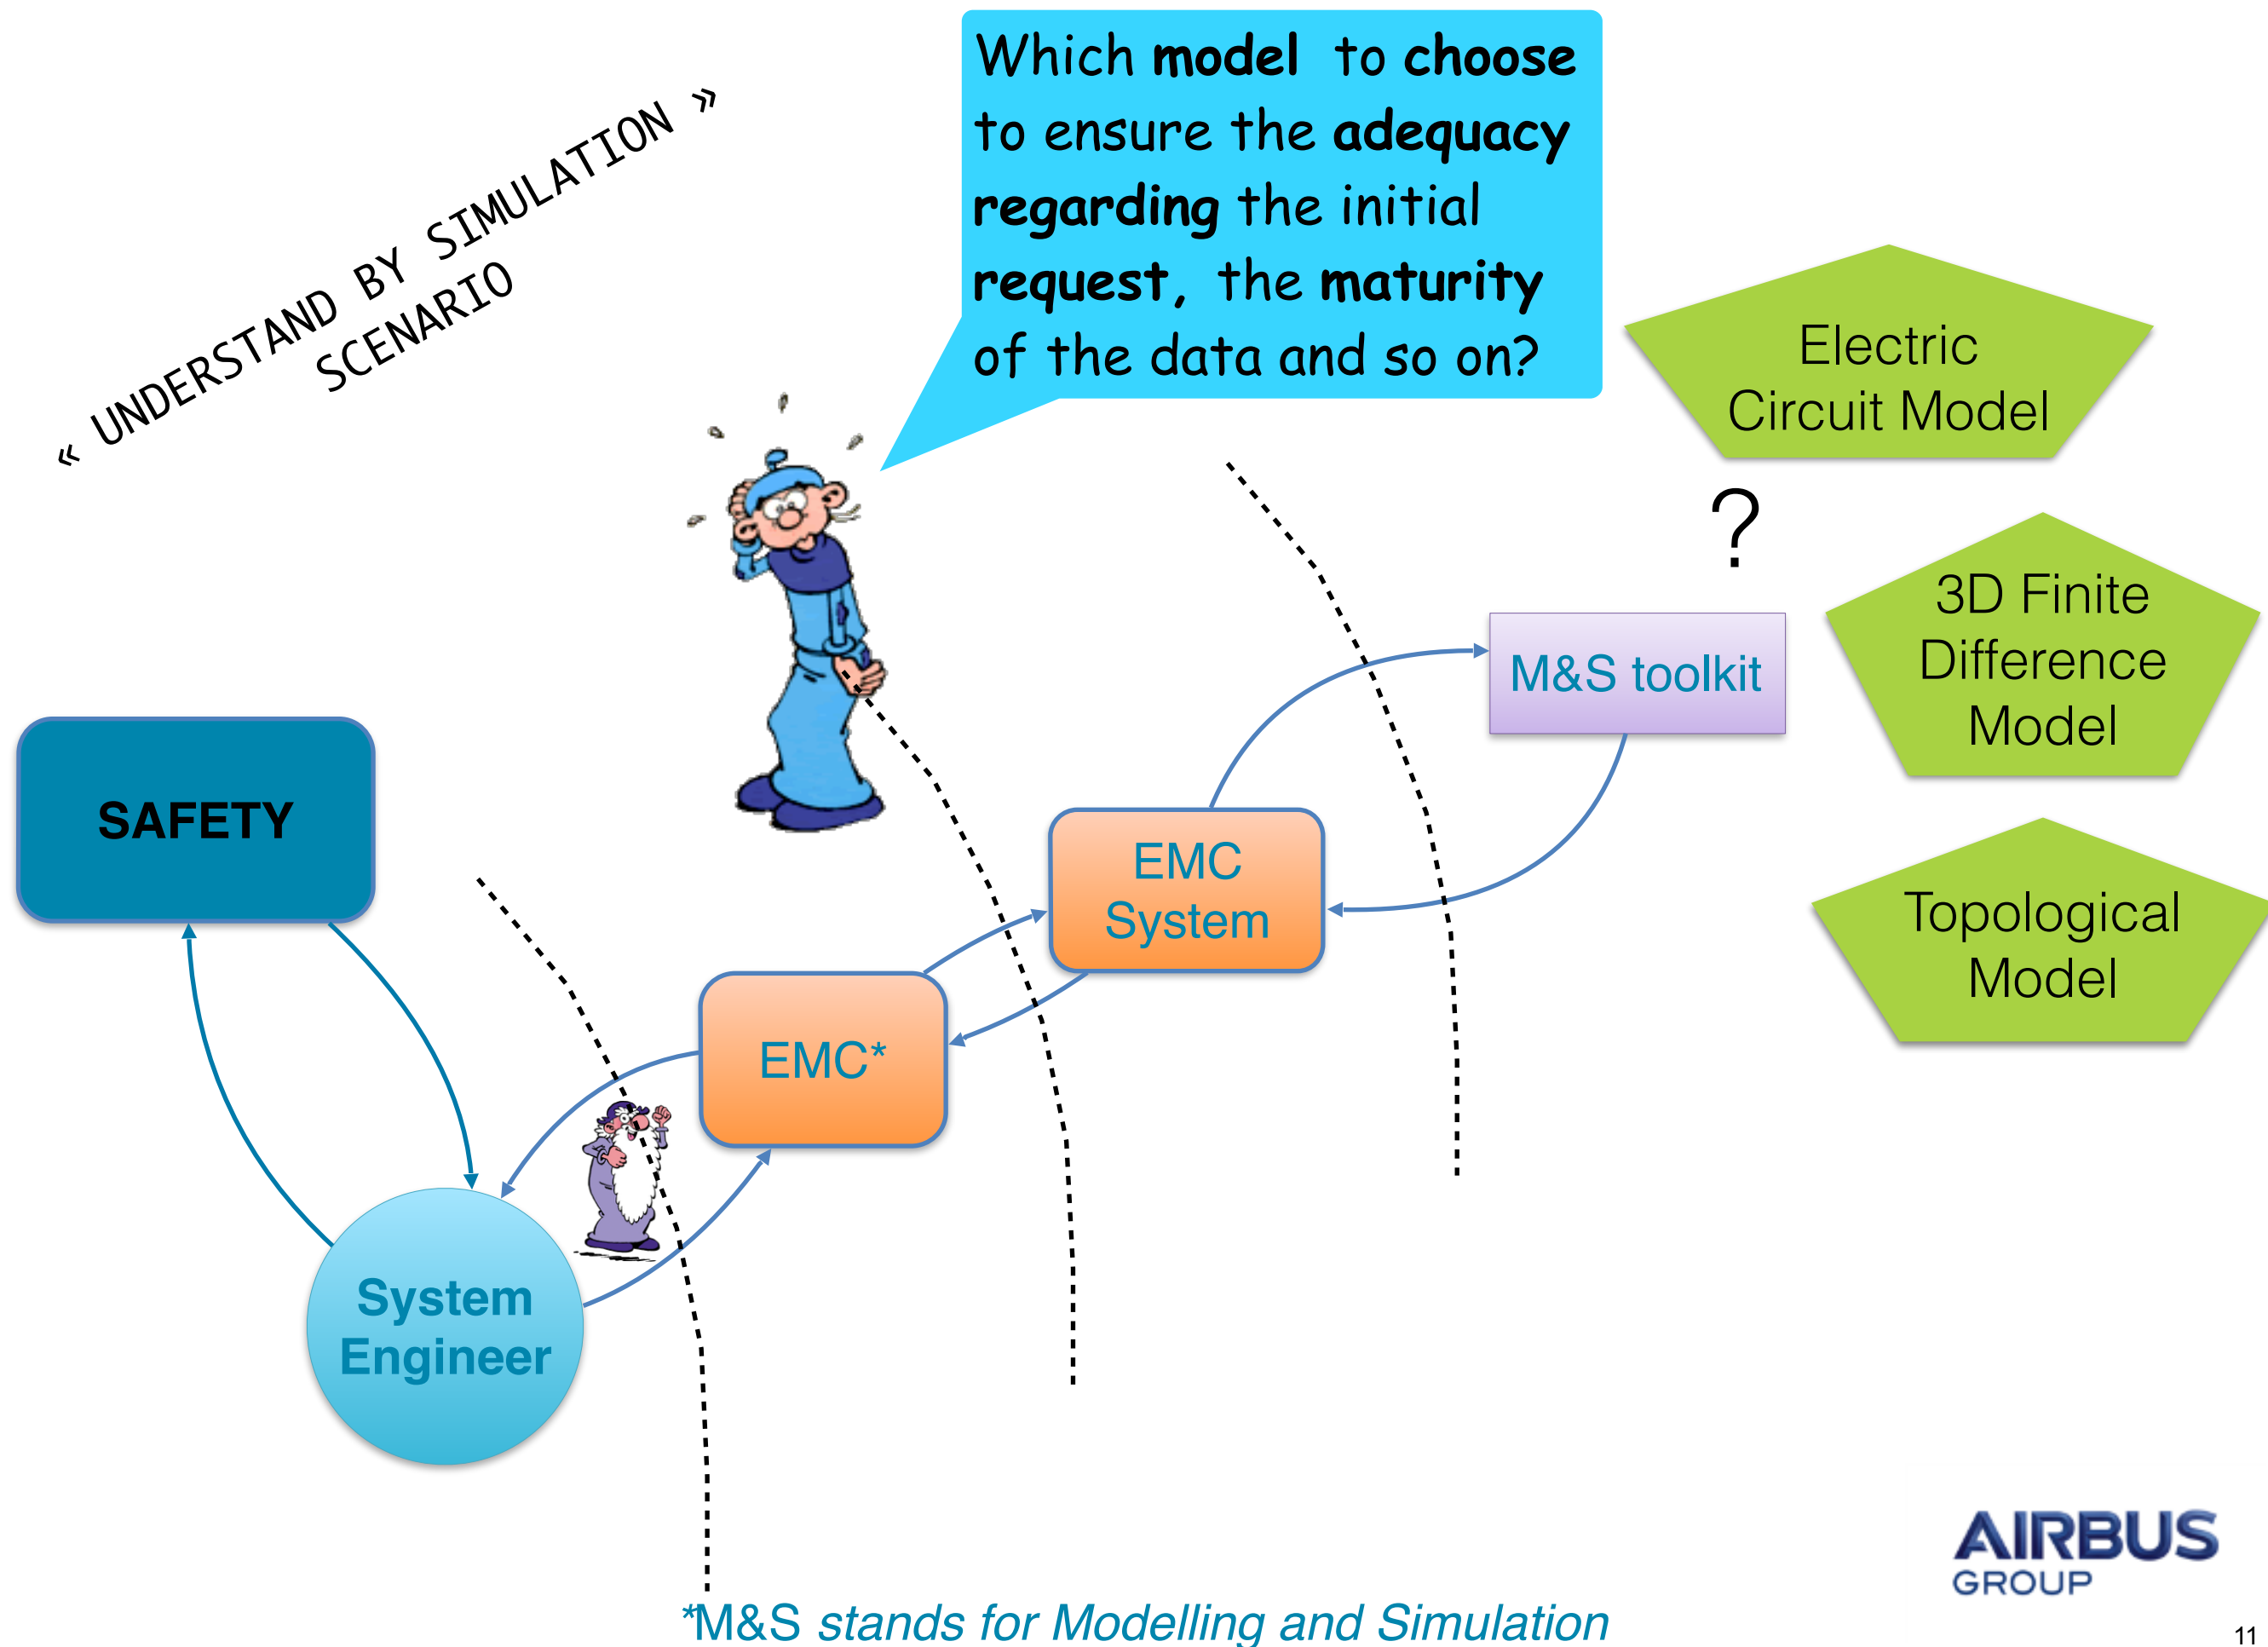 « UNDERSTAND BY SIMULATION »
SCENARIO
Which model to choose
to ensure the adequacy
regarding the initial
request, the maturity
of the data and so on?
Electric
Circuit Model
?
3D Finite
Difference
Model
M&S toolkit
Topological
Model
SAFETY
EMC
System
EMC*
System
Engineer
AIRBUS
GROUP
*M&S stands for Modelling and Simulation
11